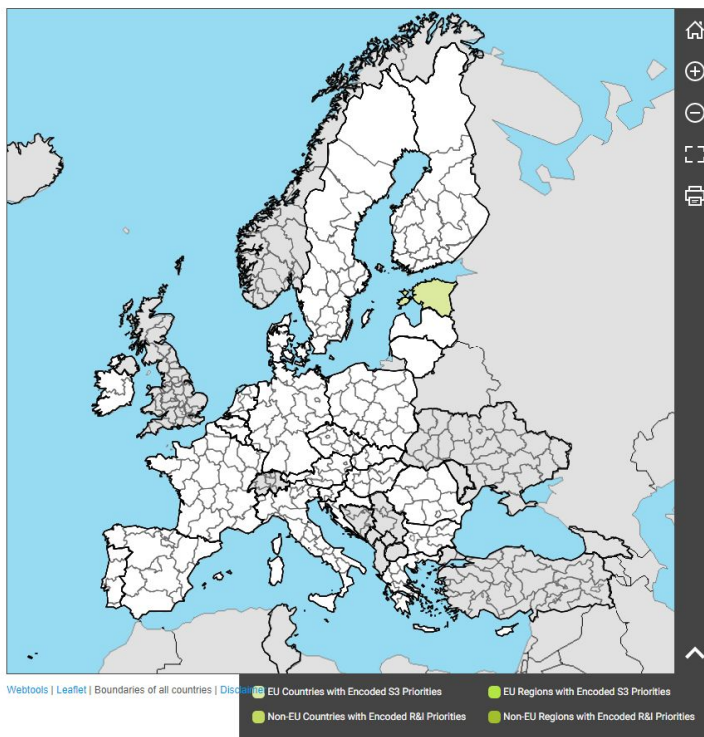 Webtools | Leaflet | Boundaries of all countries |
EU Countries with Encoded S3 Priorities
EU Regions with Encoded S3 Priorities
Non-EU Countries with Encoded R&I Priorities
Non-EU Regions with Encoded R&I Priorities